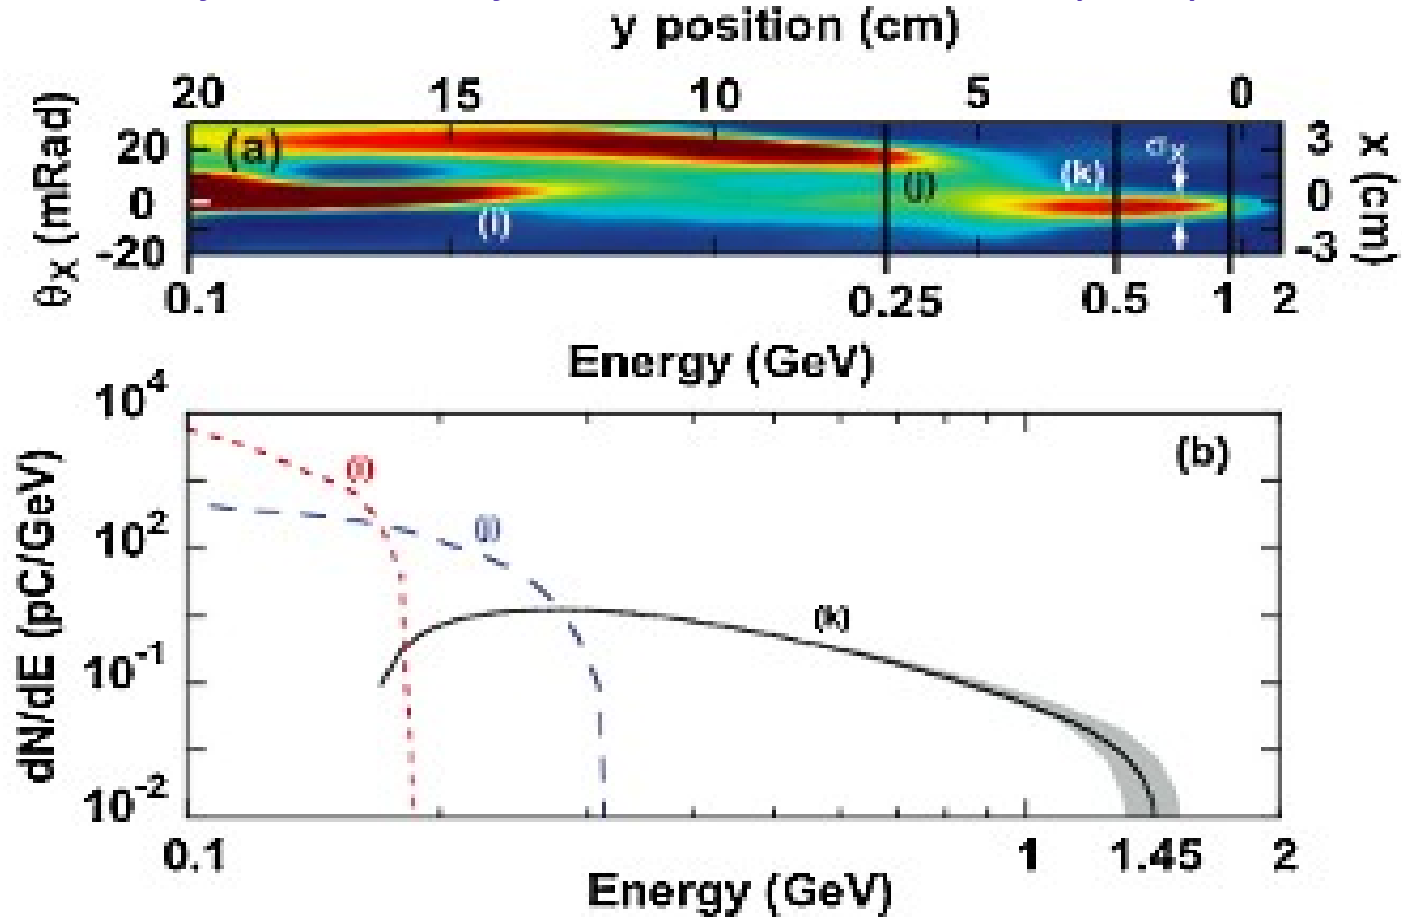 y position (cm)
20 15 10 5 0
(a) (i) (j) (k) σx
θx (mRad)
20
0
-20
3
0
-3
x (cm)
0.1 0.25 0.5 1 2
Energy (GeV)
dN/dE (pC/GeV)
10^4
10^2
10^-1
10^-2
(i) (j) (k) (b)
0.1 1 1.45 2
Energy (GeV)